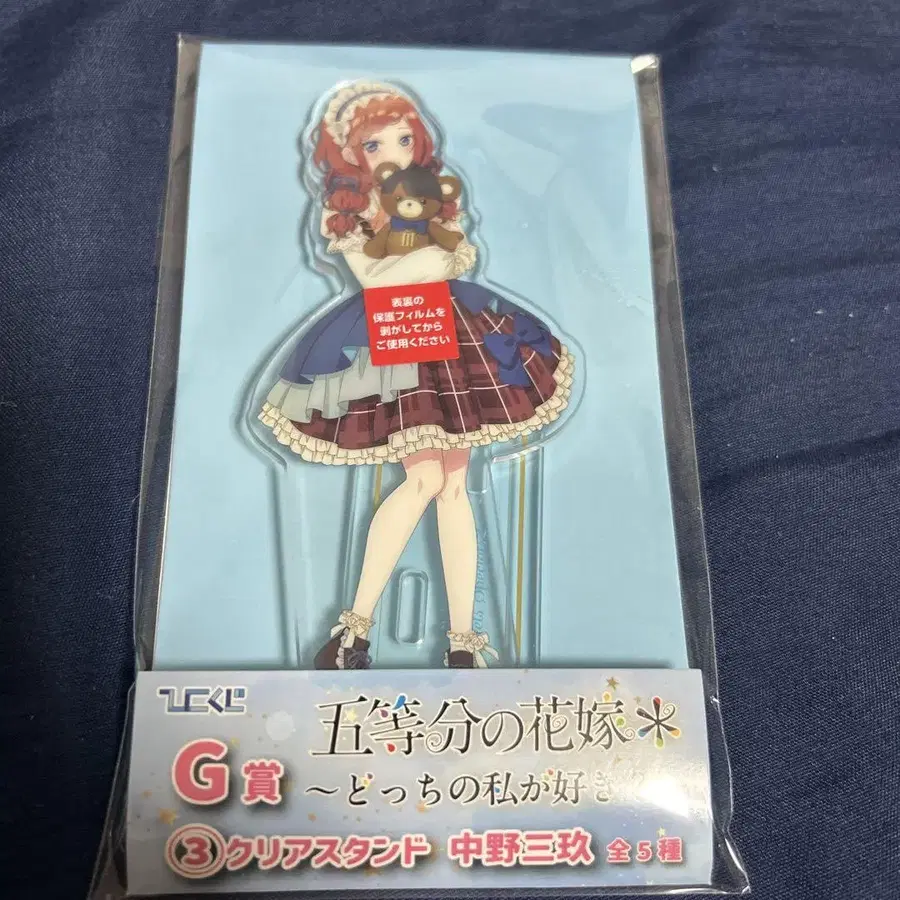 表裏の
保護フィルムを
剥がしてから
ご使用ください
ひこくじ
五等分の花嫁＊
G賞
～どっちの私が好き
③クリアスタンド 中野三玖 全5種